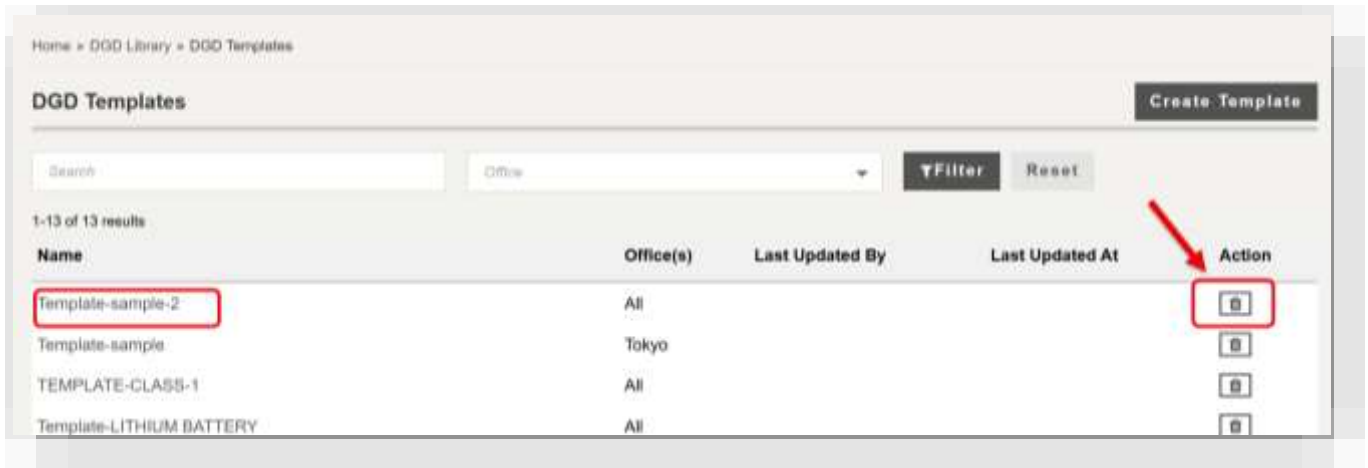 Home » DGD Library » DGD Templates
DGD Templates
Create Template
Search
Office
Filter
Reset
1-13 of 13 results
Name Office(s) Last Updated By Last Updated At Action
Template-sample-2 All
Template-sample Tokyo
TEMPLATE-CLASS-1 All
Template-LITHIUM BATTERY All